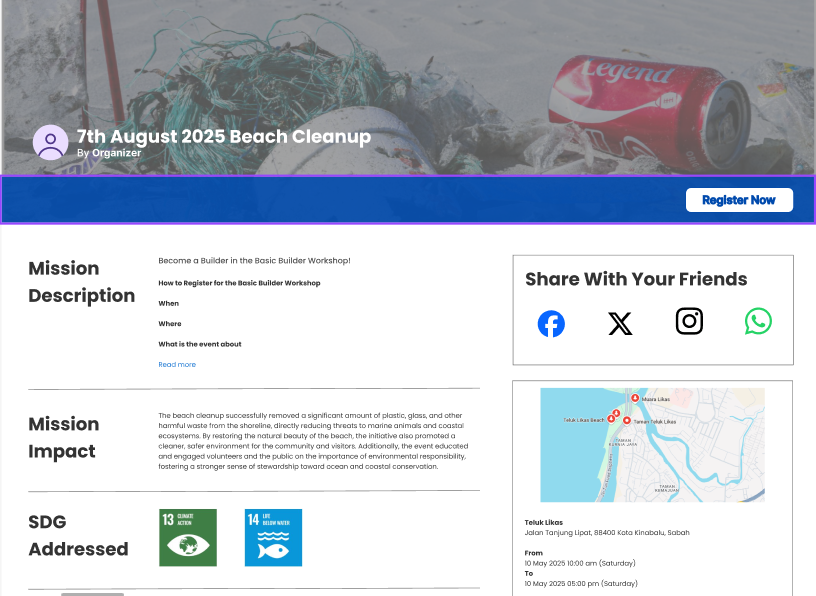 Legend
7th August 2025 Beach Cleanup
By Organizer
Register Now
Mission
Description
Become a Builder in the Basic Builder Workshop!
How to Register for the Basic Builder Workshop
When
Where
What is the event about
Read more
Mission
Impact
The beach cleanup successfully removed a significant amount of plastic, glass, and other
harmful waste from the shoreline, directly reducing threats to marine animals and coastal
ecosystems. By restoring the natural beauty of the beach, the initiative also promoted a
cleaner, safer environment for the community and visitors. Additionally, the event educated
and engaged volunteers and the public on the importance of environmental responsibility,
fostering a stronger sense of stewardship toward ocean and coastal conservation.
SDG
Addressed
13 CLIMATE
ACTION
14 LIFE
BELOW WATER
Share With Your Friends
Muara Likas
Teluk Likas Beach
Taman Teluk Likas
TAMAN
KEMAJUAN
Teluk Likas
Jalan Tanjung Lipat, 88400 Kota Kinabalu, Sabah
From
10 May 2025 10:00 am (Saturday)
To
10 May 2025 05:00 pm (Saturday)